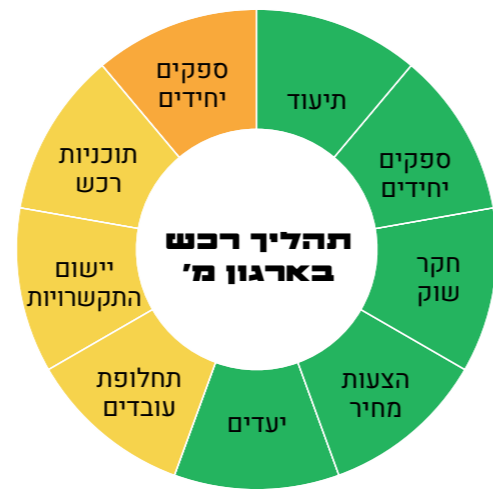 תהליך רכש
בארגון מ'
תיעוד
ספקים
יחידים
חקר
שוק
הצעות
מחיר
יעדים
תחלופת
עובדים
יישום
התקשרויות
תוכניות
רכש
ספקים
יחידים